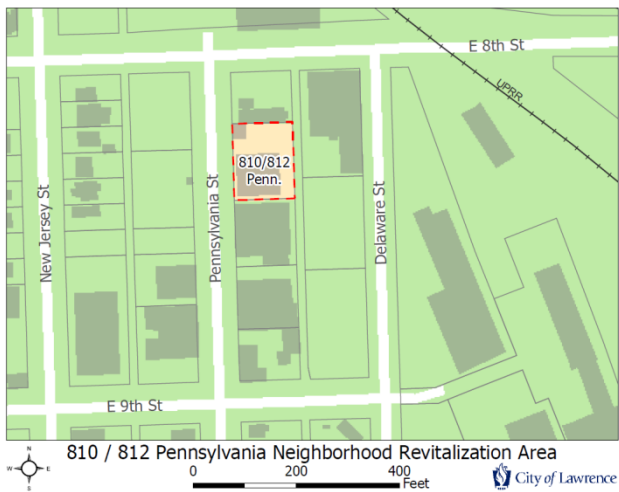 E 8th St
UPRR
810/812
Penn.
New Jersey St
Pennsylvania St
Delaware St
E 9th St
810 / 812 Pennsylvania Neighborhood Revitalization Area
N
W E
S
0 200 400
Feet
City of Lawrence